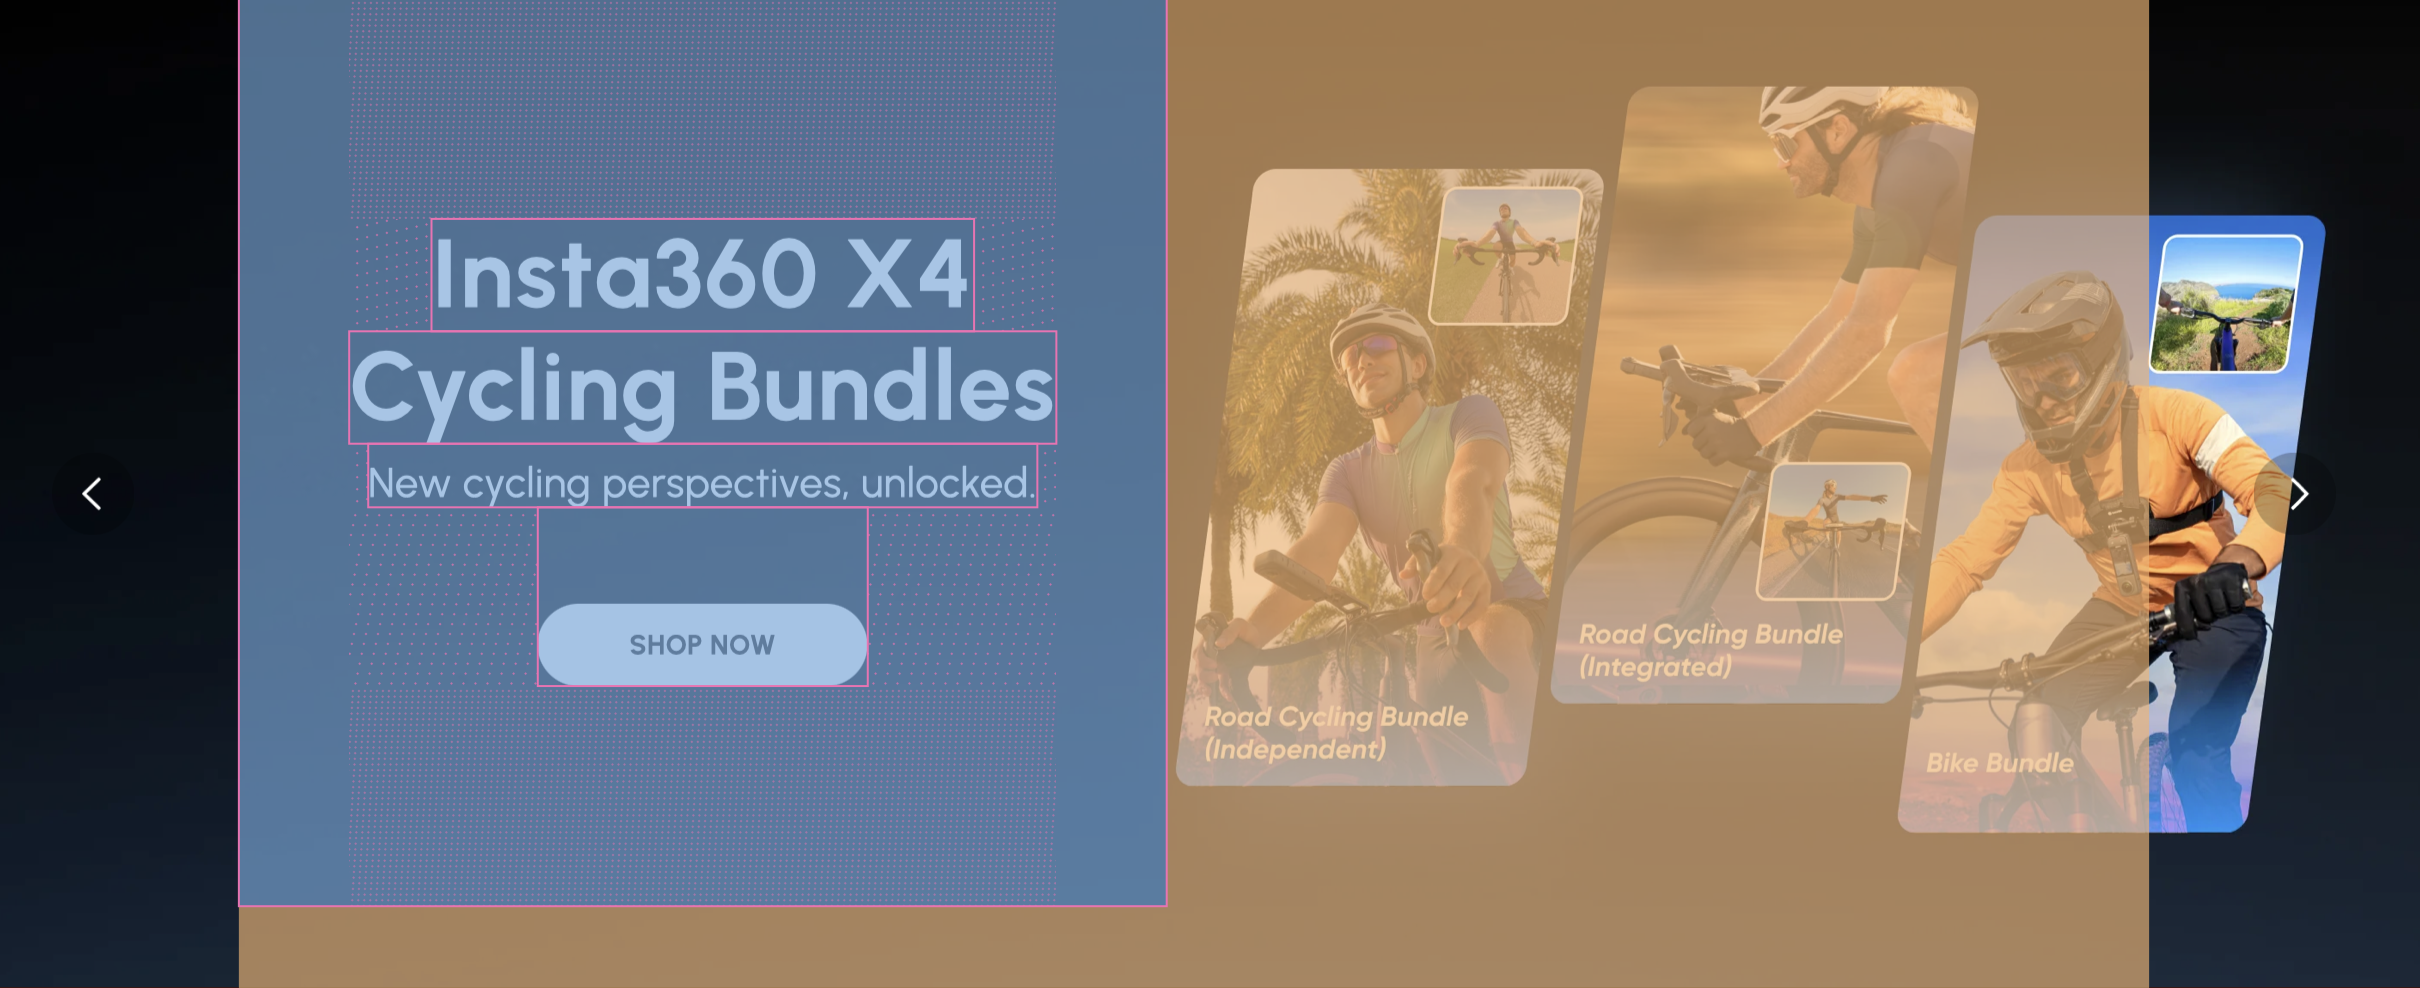 Insta360 X4
Cycling Bundles
New cycling perspectives, unlocked.
SHOP NOW
Road Cycling Bundle
(Independent)
Road Cycling Bundle
(Integrated)
Bike Bundle